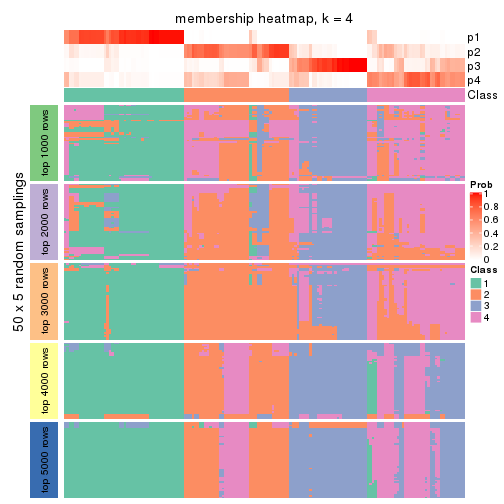 membership heatmap, k = 4
p1
p2
p3
p4
Class
50 x 5 random samplings
top 1000 rows
top 2000 rows
top 3000 rows
top 4000 rows
top 5000 rows
Prob
1
0.8
0.6
0.4
0.2
0
Class
1
2
3
4